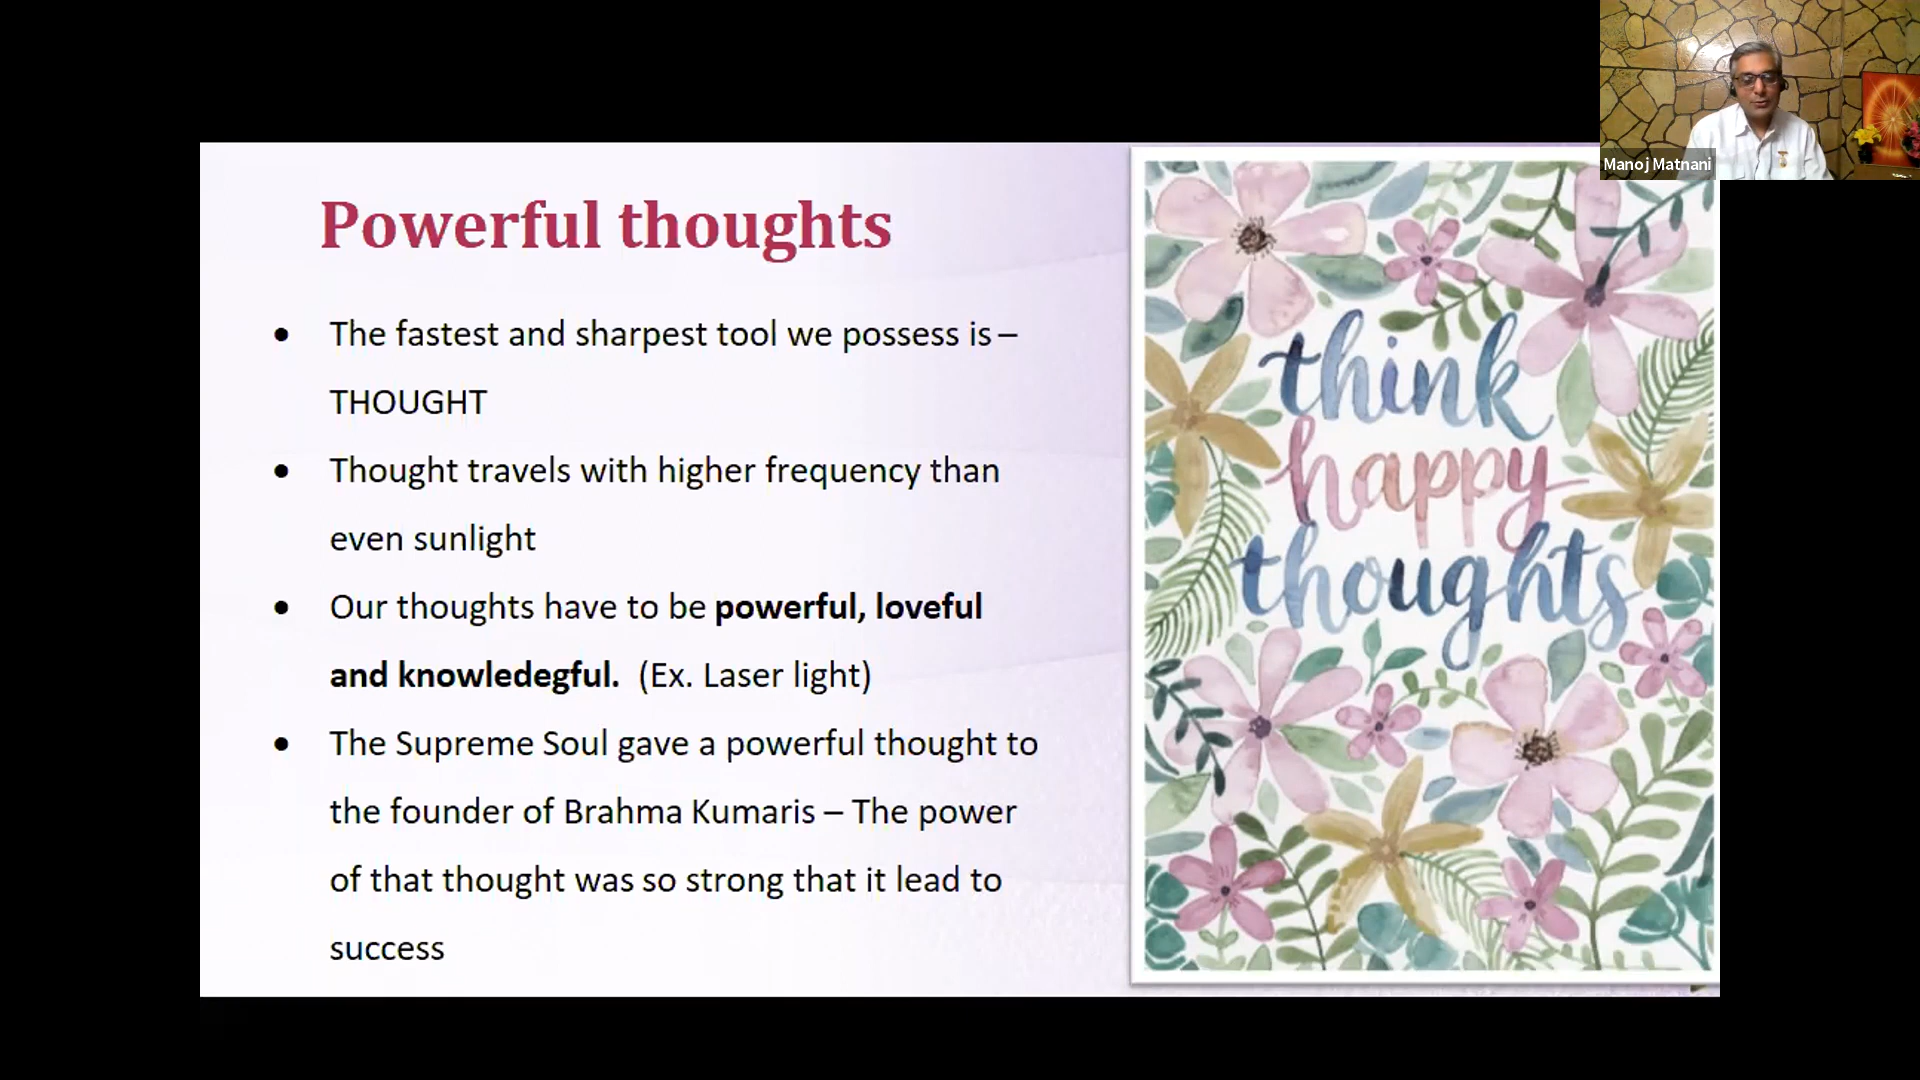 Powerful thoughts
• The fastest and sharpest tool we possess is –
THOUGHT
• Thought travels with higher frequency than
even sunlight
• Our thoughts have to be powerful, loveful
and knowledegful. (Ex. Laser light)
• The Supreme Soul gave a powerful thought to
the founder of Brahma Kumaris – The power
of that thought was so strong that it lead to
success
think
happy
thoughts
Manoj Matnani